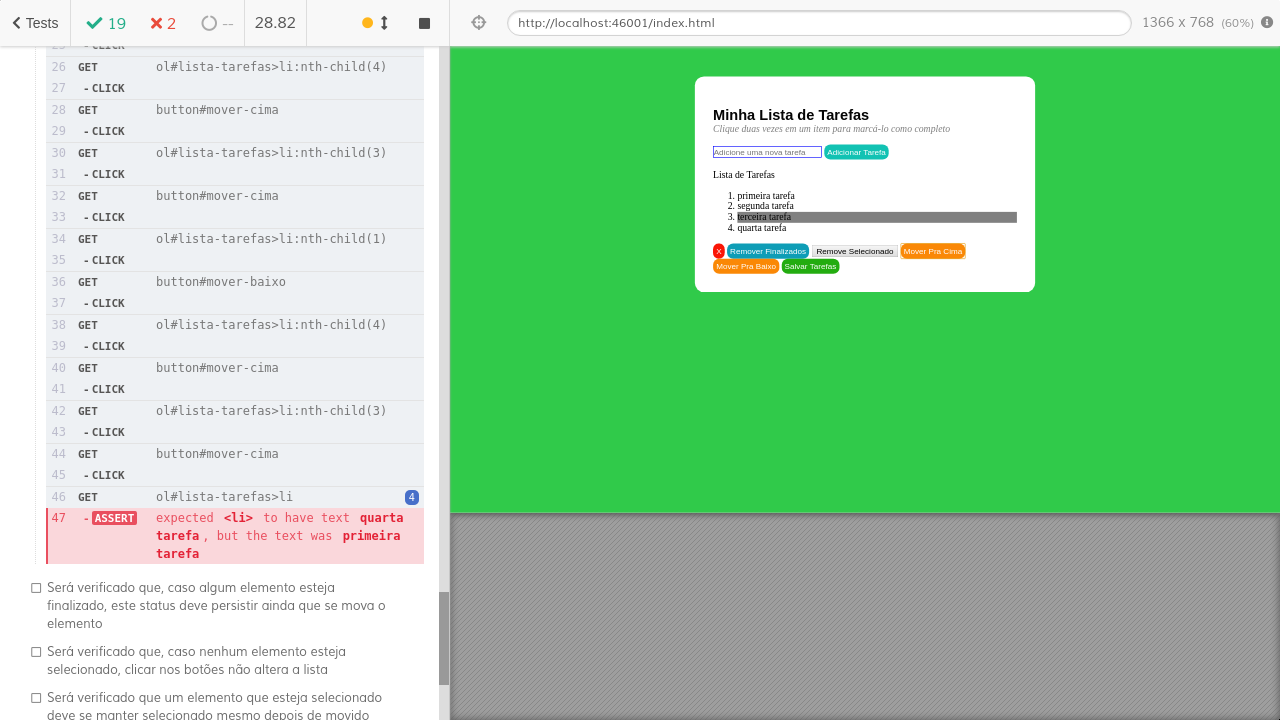 Tests 19 2 -- 28.82
http://localhost:46001/index.html 1366 x 768 (60%)
25 - CLICK
26 GET ol#lista-tarefas>li:nth-child(4)
27 - CLICK
28 GET button#mover-cima
29 - CLICK
30 GET ol#lista-tarefas>li:nth-child(3)
31 - CLICK
32 GET button#mover-cima
33 - CLICK
34 GET ol#lista-tarefas>li:nth-child(1)
35 - CLICK
36 GET button#mover-baixo
37 - CLICK
38 GET ol#lista-tarefas>li:nth-child(4)
39 - CLICK
40 GET button#mover-cima
41 - CLICK
42 GET ol#lista-tarefas>li:nth-child(3)
43 - CLICK
44 GET button#mover-cima
45 - CLICK
46 GET ol#lista-tarefas>li 4
47 - ASSERT expected <li> to have text quarta
tarefa , but the text was primeira
tarefa
Será verificado que, caso algum elemento esteja
finalizado, este status deve persistir ainda que se mova o
elemento
Será verificado que, caso nenhum elemento esteja
selecionado, clicar nos botões não altera a lista
Será verificado que um elemento que esteja selecionado
deve se manter selecionado mesmo depois de movido
Minha Lista de Tarefas
Clique duas vezes em um item para marcá-lo como completo
Adicione uma nova tarefa Adicionar Tarefa
Lista de Tarefas
1. primeira tarefa
2. segunda tarefa
3. terceira tarefa
4. quarta tarefa
X Remover Finalizados Remove Selecionado Mover Pra Cima
Mover Pra Baixo Salvar Tarefas